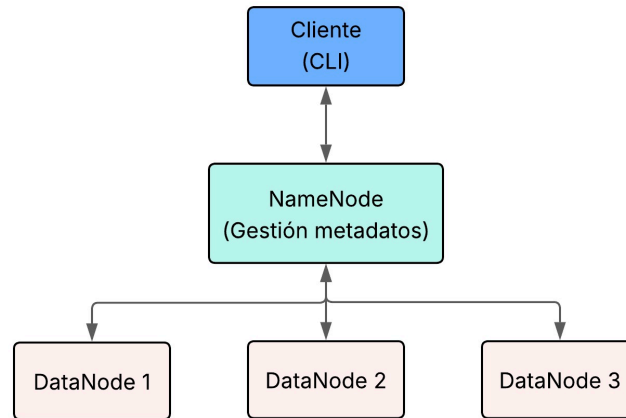 Cliente
(CLI)
NameNode
(Gestión metadatos)
DataNode 1
DataNode 2
DataNode 3